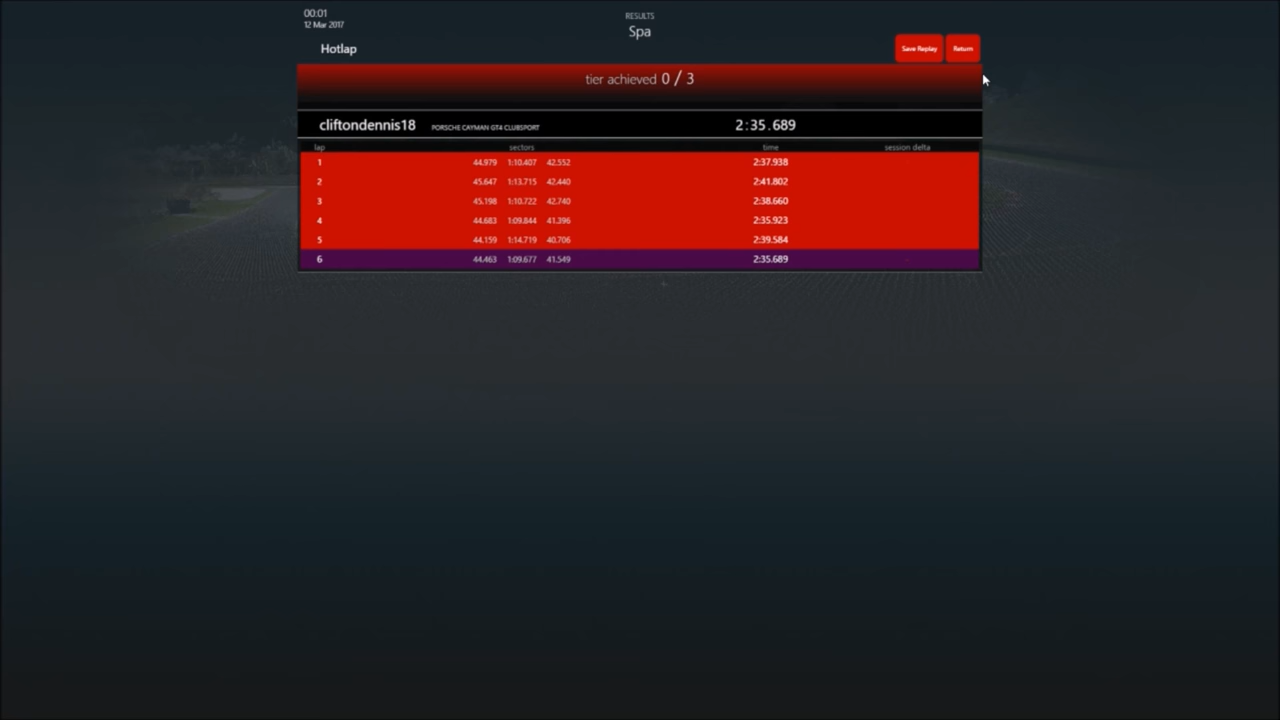 00:01
12 Mar 2017
RESULTS
Spa
Hotlap
Save Replay Return
tier achieved 0 / 3
cliftondennis18 PORSCHE CAYMAN GT4 CLUBSPORT 2:35.689
lap sectors time session delta
1 44.979 1:10.407 42.552 2:37.938
2 45.647 1:13.715 42.440 2:41.802
3 45.198 1:10.722 42.740 2:38.660
4 44.683 1:09.844 41.396 2:35.923
5 44.159 1:14.719 40.706 2:39.584
6 44.463 1:09.677 41.549 2:35.689